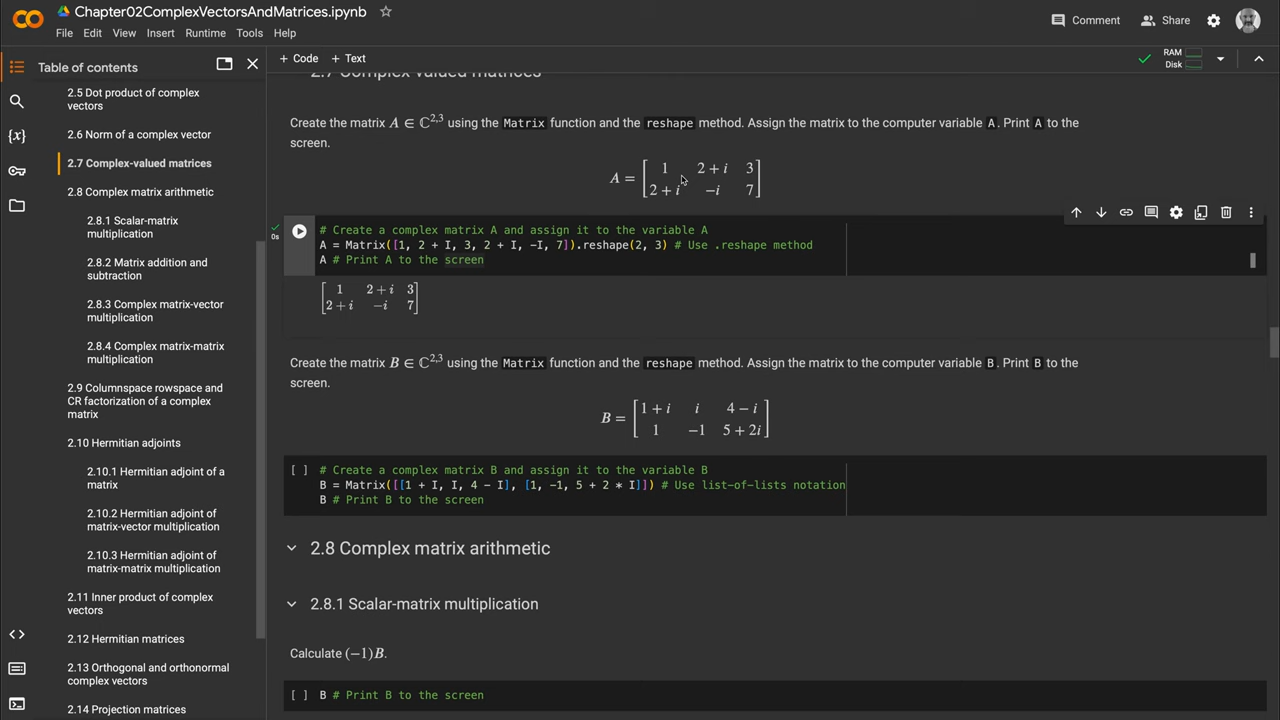 Chapter02ComplexVectorsAndMatrices.ipynb
File Edit View Insert Runtime Tools Help
Comment
Share
+ Code + Text
RAM
Disk
Table of contents
2.5 Dot product of complex
vectors
2.6 Norm of a complex vector
2.7 Complex-valued matrices
2.8 Complex matrix arithmetic
2.8.1 Scalar-matrix
multiplication
2.8.2 Matrix addition and
subtraction
2.8.3 Complex matrix-vector
multiplication
2.8.4 Complex matrix-matrix
multiplication
2.9 Columnspace rowspace and
CR factorization of a complex
matrix
2.10 Hermitian adjoints
2.10.1 Hermitian adjoint of a
matrix
2.10.2 Hermitian adjoint of
matrix-vector multiplication
2.10.3 Hermitian adjoint of
matrix-matrix multiplication
2.11 Inner product of complex
vectors
2.12 Hermitian matrices
2.13 Orthogonal and orthonormal
complex vectors
2.14 Projection matrices
2.7 Complex valued matrices
Create the matrix A ∈ ℂ^2,3 using the Matrix function and the reshape method. Assign the matrix to the computer variable A. Print A to the
screen.
A = [1 2 + i 3
2 + i −i 7]
0s
# Create a complex matrix A and assign it to the variable A
A = Matrix([1, 2 + I, 3, 2 + I, -I, 7]).reshape(2, 3) # Use .reshape method
A # Print A to the screen
[1 2 + i 3
2 + i −i 7]
Create the matrix B ∈ ℂ^2,3 using the Matrix function and the reshape method. Assign the matrix to the computer variable B. Print B to the
screen.
B = [1 + i i 4 − i
1 −1 5 + 2i]
[ ] # Create a complex matrix B and assign it to the variable B
B = Matrix([[1 + I, I, 4 - I], [1, -1, 5 + 2 * I]]) # Use list-of-lists notation
B # Print B to the screen
2.8 Complex matrix arithmetic
2.8.1 Scalar-matrix multiplication
Calculate (−1)B.
[ ] B # Print B to the screen